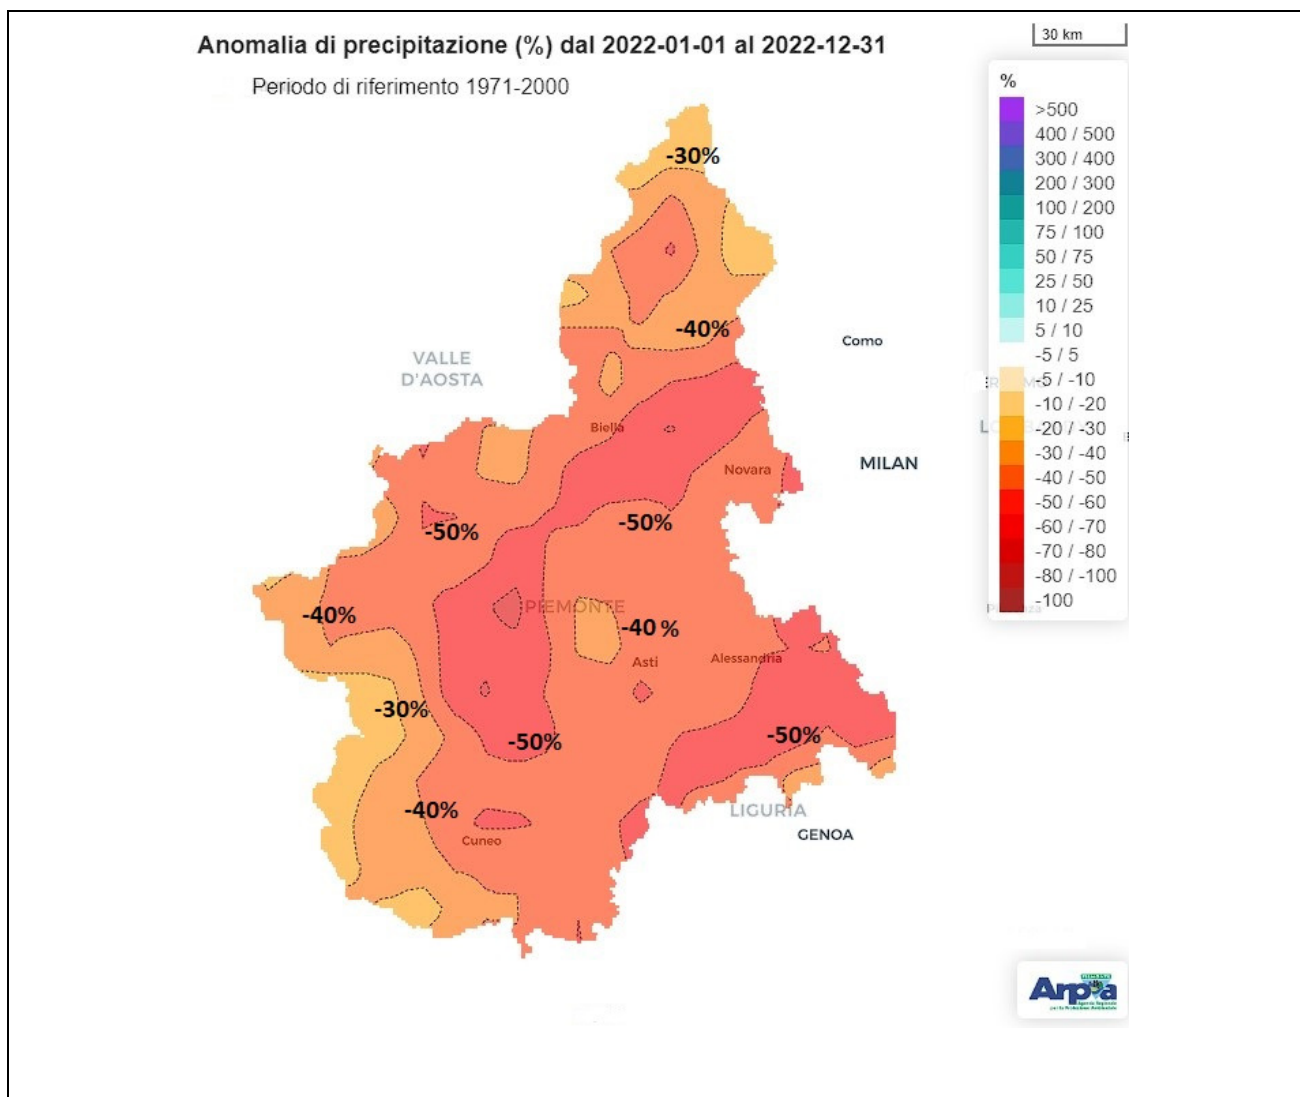 Anomalia di precipitazione (%) dal 2022-01-01 al 2022-12-31
Periodo di riferimento 1971-2000
30 km
%
>500
400 / 500
300 / 400
200 / 300
100 / 200
75 / 100
50 / 75
25 / 50
10 / 25
5 / 10
-5 / 5
-5 / -10
-10 / -20
-20 / -30
-30 / -40
-40 / -50
-50 / -60
-60 / -70
-70 / -80
-80 / -100
-100
-30%
-40%
Como
VALLE
D'AOSTA
Biella
MILAN
Novara
-50%
-50%
PIEMONTE
-40%
-40 %
Asti
Alessandria
-30%
-50%
-50%
-40%
LIGURIA
GENOA
Cuneo
Arpa